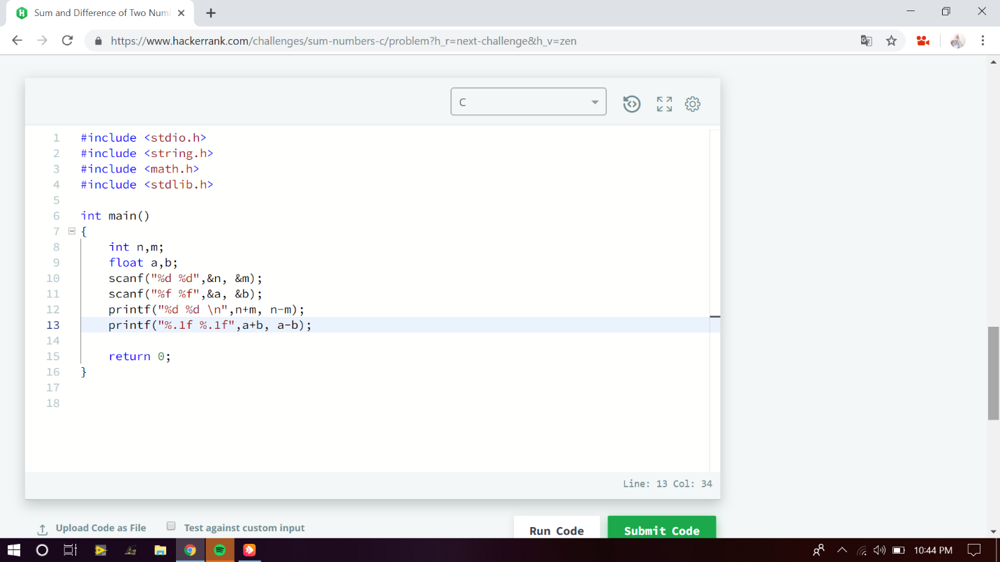 Sum and Difference of Two Num
https://www.hackerrank.com/challenges/sum-numbers-c/problem?h_r=next-challenge&h_v=zen
C
1 #include <stdio.h>
2 #include <string.h>
3 #include <math.h>
4 #include <stdlib.h>
5
6 int main()
7 {
8 int n,m;
9 float a,b;
10 scanf("%d %d",&n, &m);
11 scanf("%f %f",&a, &b);
12 printf("%d %d \n",n+m, n-m);
13 printf("%.1f %.1f",a+b, a-b);
14
15 return 0;
16 }
17
18
Line: 13 Col: 34
Upload Code as File Test against custom input Run Code Submit Code
10:44 PM